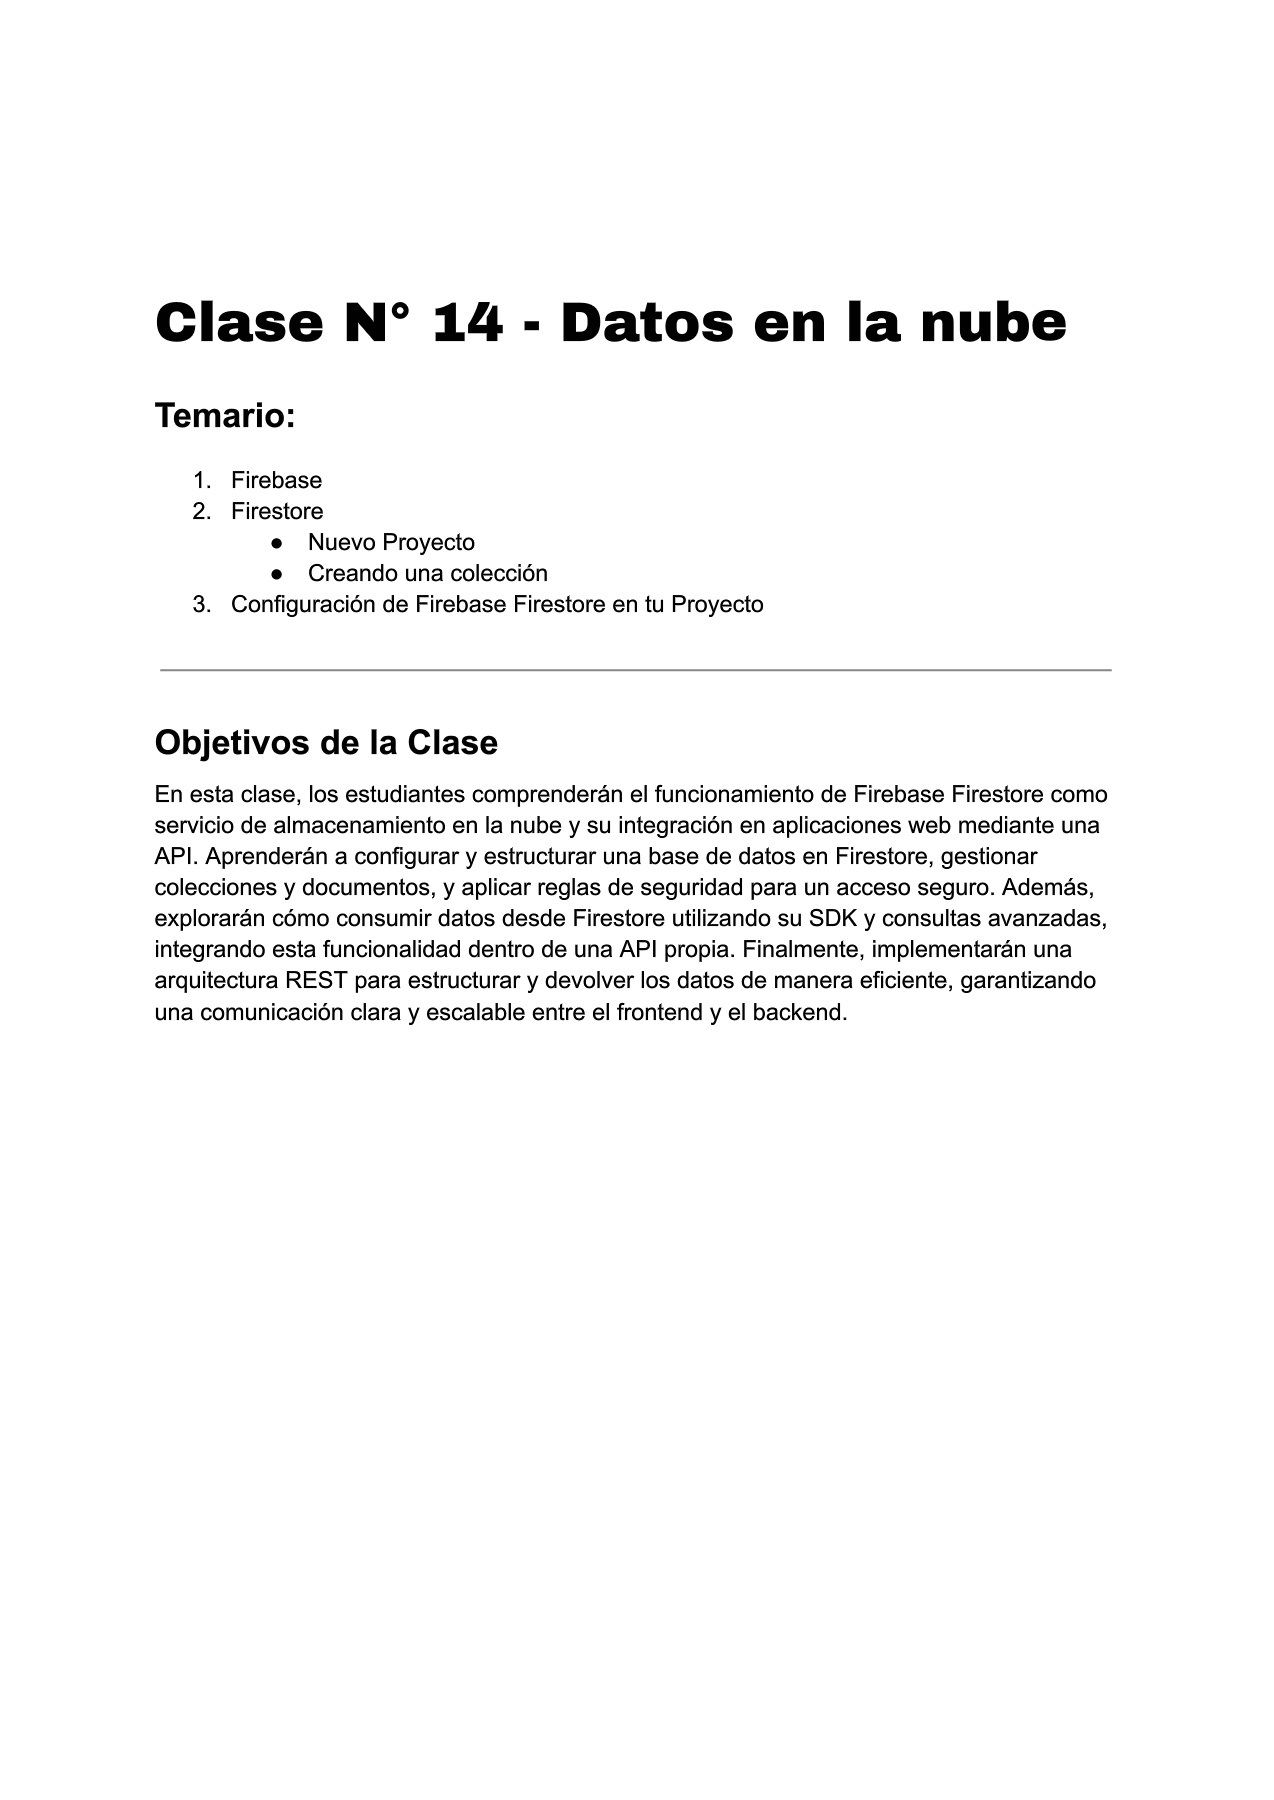 Clase N° 14 - Datos en la nube
Temario:
1. Firebase
2. Firestore
● Nuevo Proyecto
● Creando una colección
3. Configuración de Firebase Firestore en tu Proyecto
Objetivos de la Clase
En esta clase, los estudiantes comprenderán el funcionamiento de Firebase Firestore como
servicio de almacenamiento en la nube y su integración en aplicaciones web mediante una
API. Aprenderán a configurar y estructurar una base de datos en Firestore, gestionar
colecciones y documentos, y aplicar reglas de seguridad para un acceso seguro. Además,
explorarán cómo consumir datos desde Firestore utilizando su SDK y consultas avanzadas,
integrando esta funcionalidad dentro de una API propia. Finalmente, implementarán una
arquitectura REST para estructurar y devolver los datos de manera eficiente, garantizando
una comunicación clara y escalable entre el frontend y el backend.